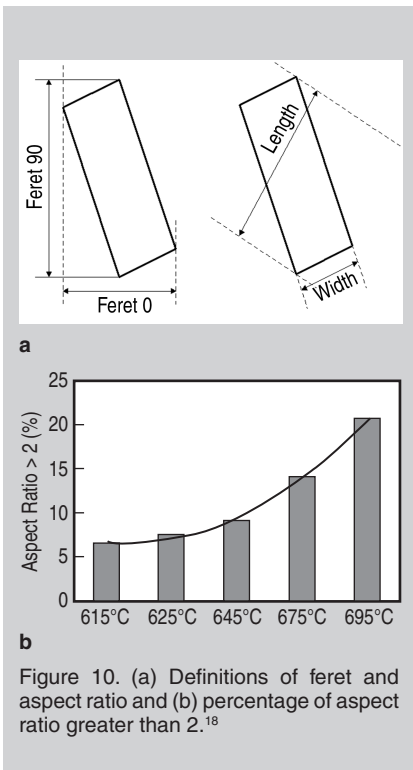 Feret 90
Feret 0
Length
Width
a
Aspect Ratio > 2 (%)
25
20
15
10
5
0
615°C 625°C 645°C 675°C 695°C
b
Figure 10. (a) Definitions of feret and
aspect ratio and (b) percentage of aspect
ratio greater than 2.18